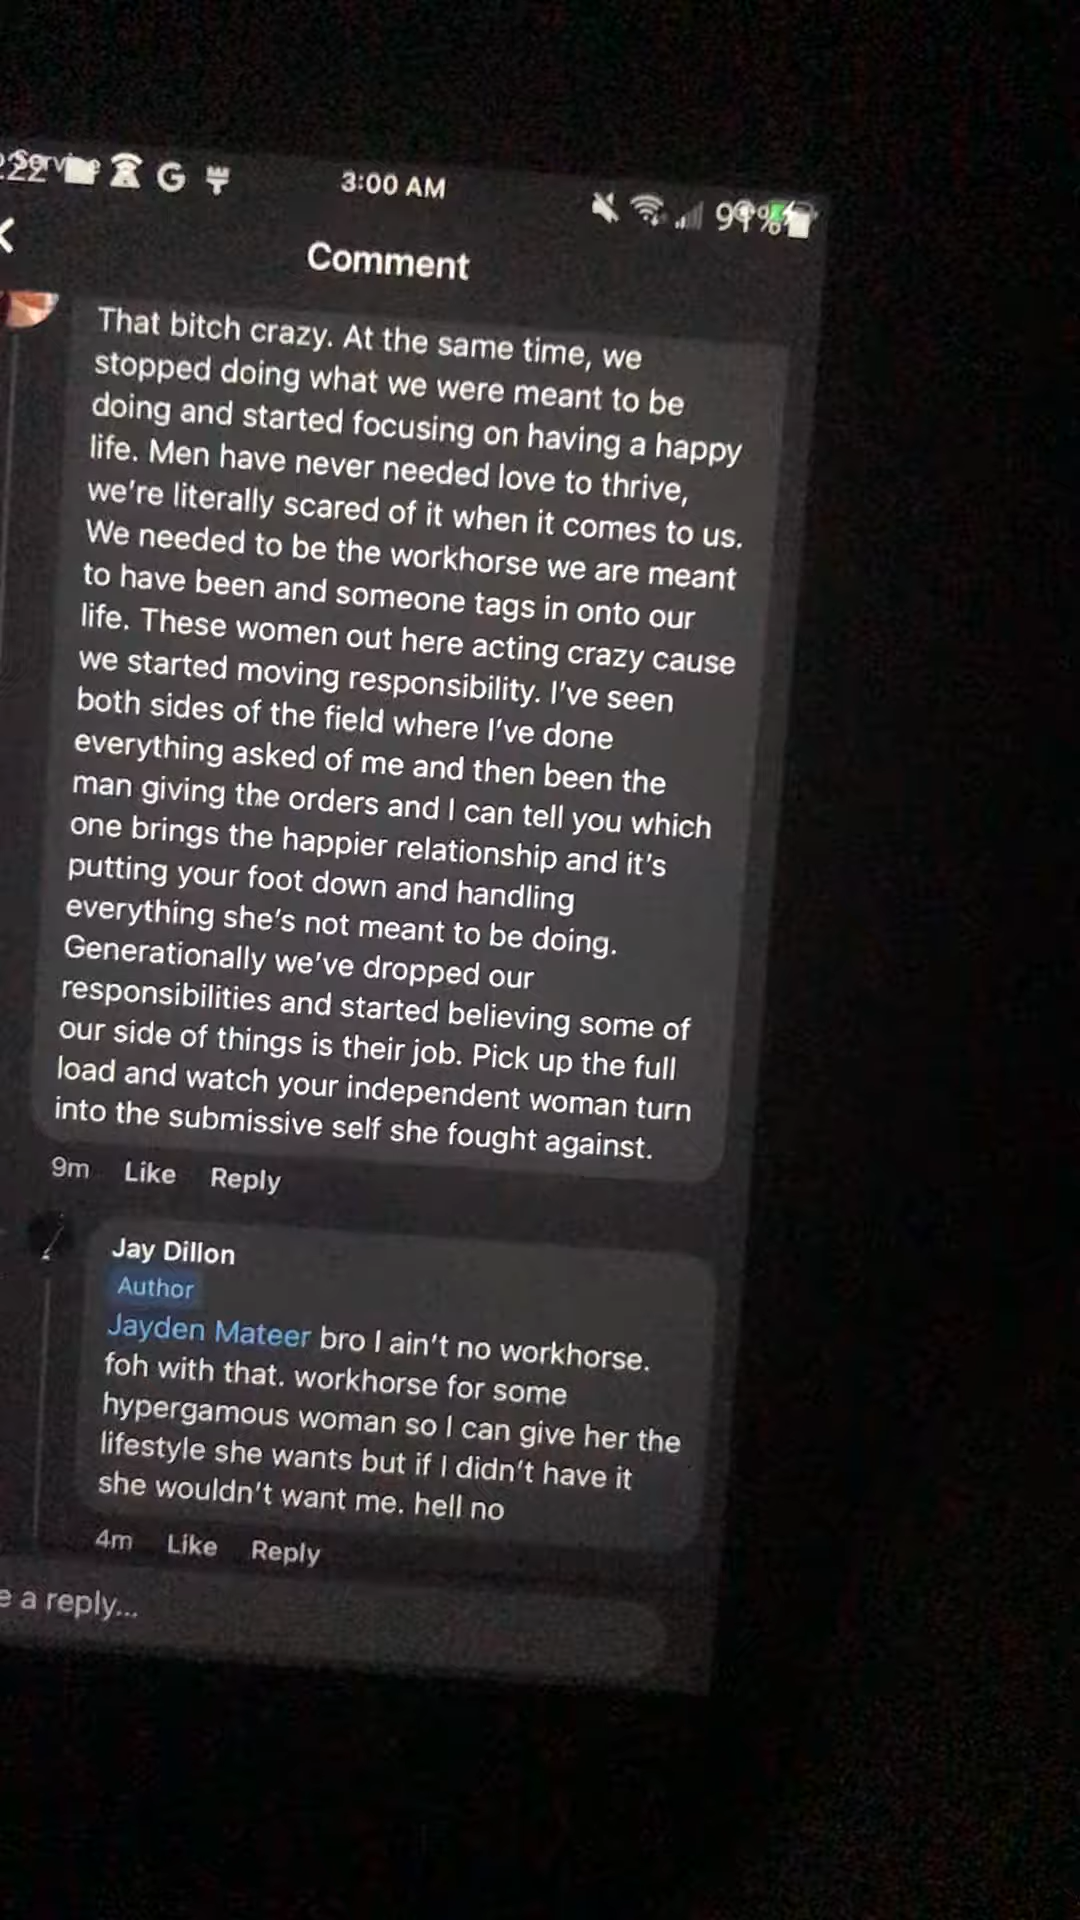 3:00 AM
Comment
That bitch crazy. At the same time, we
stopped doing what we were meant to be
doing and started focusing on having a happy
life. Men have never needed love to thrive,
we're literally scared of it when it comes to us.
We needed to be the workhorse we are meant
to have been and someone tags in onto our
life. These women out here acting crazy cause
we started moving responsibility. I've seen
both sides of the field where I've done
everything asked of me and then been the
man giving the orders and I can tell you which
one brings the happier relationship and it's
putting your foot down and handling
everything she's not meant to be doing.
Generationally we've dropped our
responsibilities and started believing some of
our side of things is their job. Pick up the full
load and watch your independent woman turn
into the submissive self she fought against.
9m Like Reply
Jay Dillon
Author
Jayden Mateer bro I ain't no workhorse.
foh with that. workhorse for some
hypergamous woman so I can give her the
lifestyle she wants but if I didn't have it
she wouldn't want me. hell no
4m Like Reply
e a reply...